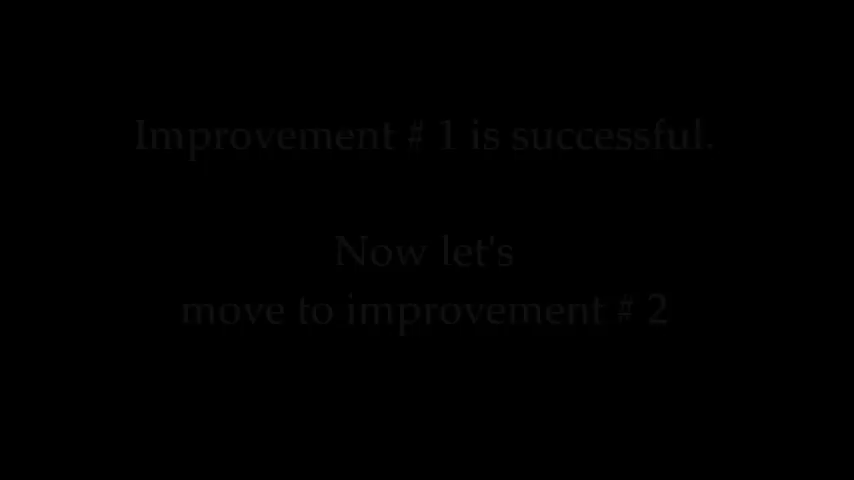 Improvement # 1 is successful.
Now let's
move to improvement # 2